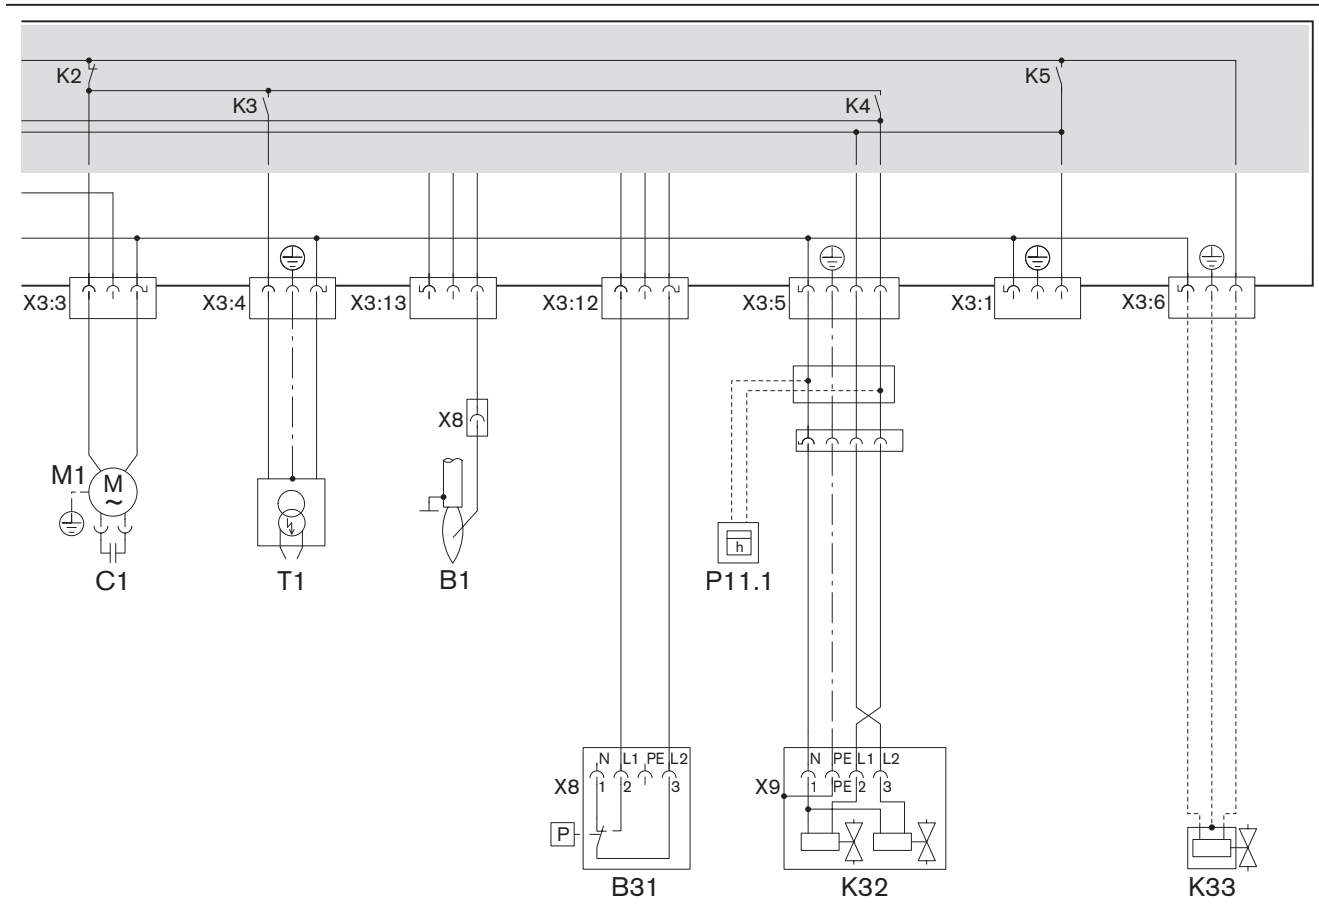 K2
K5
K3
K4
X3:3
X3:4
X3:13
X3:12
X3:5
X3:1
X3:6
X8
M1
M
~
h
C1
T1
B1
P11.1
N L1 PE L2
N PE L1 L2
X8
1 2 3
X9
1 PE 2 3
P
B31
K32
K33